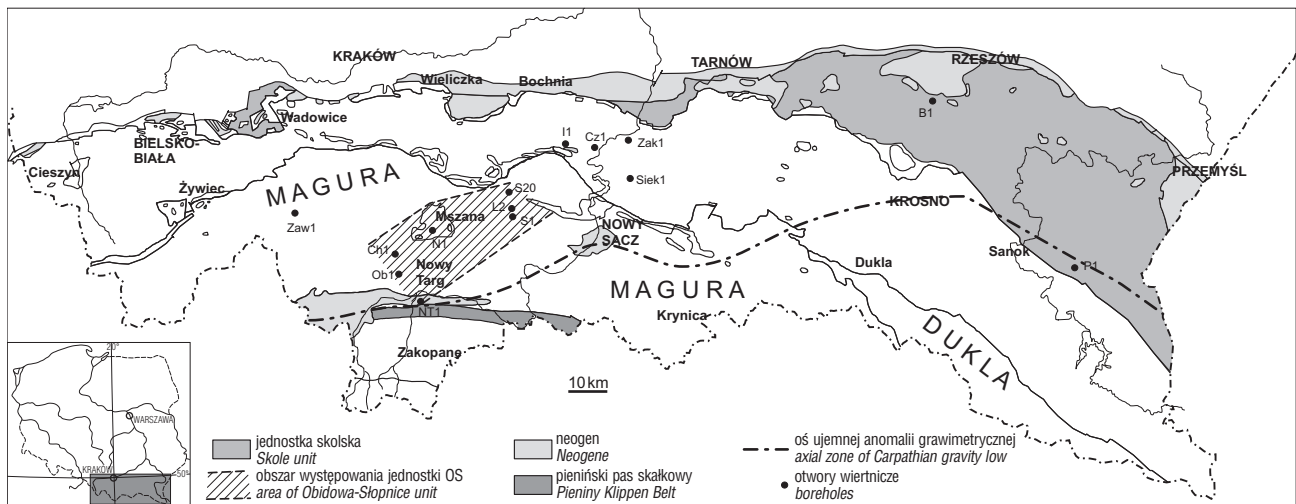 KRAKÓW
TARNÓW
RZESZÓW
Wieliczka
Bochnia
B1
Wadowice
I1
Cz1
Zak1
BIELSKO-
BIAŁA
Cieszyn
PRZEMYŚL
Żywiec
MAGURA
Siek1
S20
KROSNO
L2
Mszana
S1
Zaw1
N1
NOWY
SĄCZ
Ch1
Sanok
Ob1
Nowy
Targ
Dukla
P1
MAGURA
NT1
Krynica
DUKLA
Zakopane
10 km
20°
WARSZAWA
KRAKÓW
50°
jednostka skolska
Skole unit
obszar występowania jednostki OS
area of Obidowa-Słopnice unit
neogen
Neogene
pieniński pas skałkowy
Pieniny Klippen Belt
oś ujemnej anomalii grawimetrycznej
axial zone of Carpathian gravity low
otwory wiertnicze
boreholes